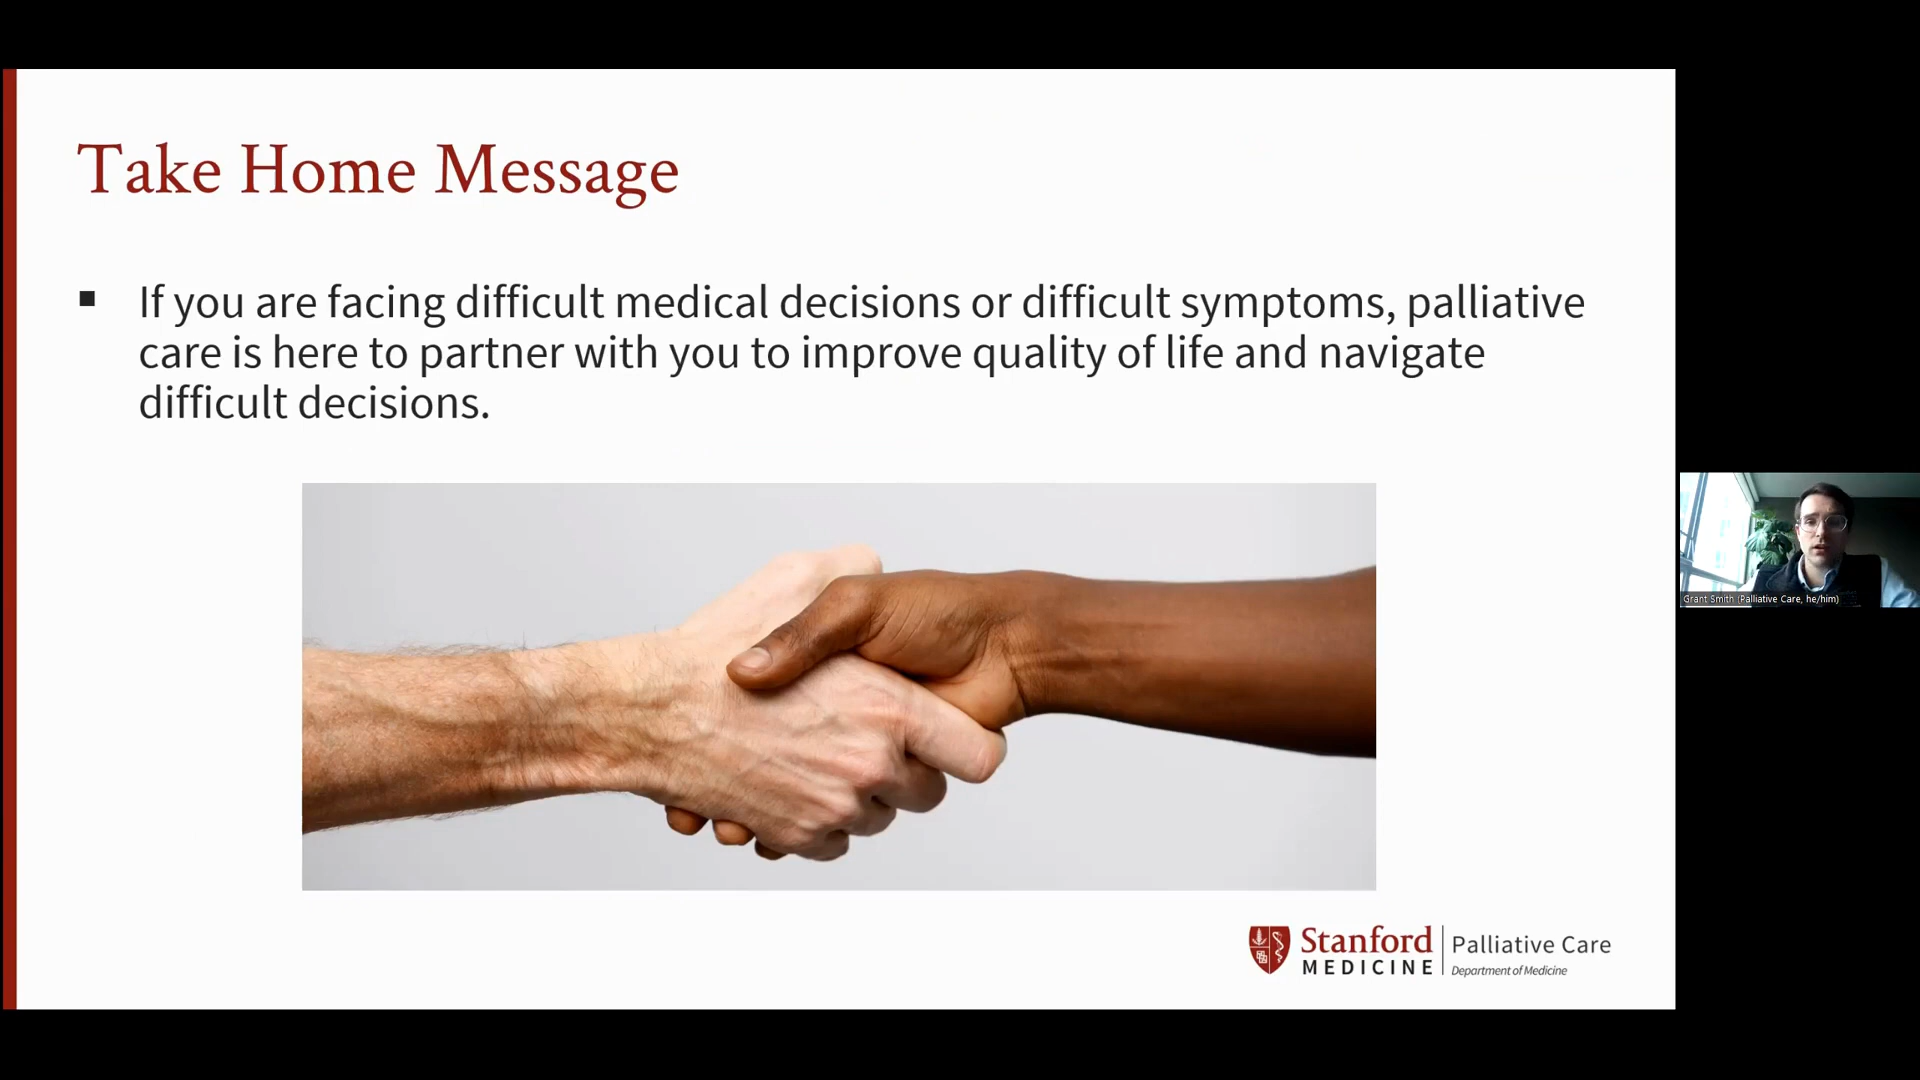 Take Home Message
▪ If you are facing difficult medical decisions or difficult symptoms, palliative
care is here to partner with you to improve quality of life and navigate
difficult decisions.
Grant Smith (Palliative Care, he/him)
Stanford
MEDICINE
Palliative Care
Department of Medicine